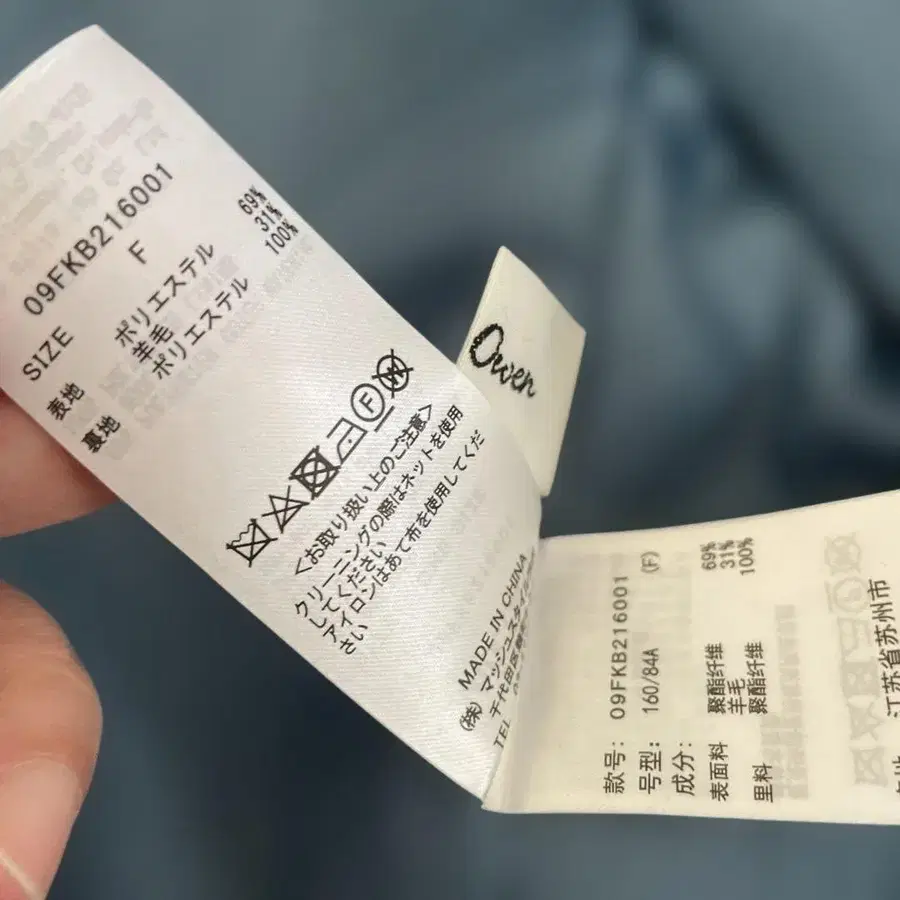 09FKB216001
SIZE F
表地 ポリエステル 69%
羊毛 31%
裏地 ポリエステル 100%
F
W
<お取り扱い上のご注意>
クリーニングの際はネットを使用
してください
アイロンはあて布を使用してくだ
さい
MADE IN CHINA
(株)マッシュスタイ
千代田区麹
TEL
Owen
款号: 09FKB216001
号型: 160/84A (F)
成分:
表面料 聚酯纤维 69%
羊毛 31%
里料 聚酯纤维 100%
江苏省苏州市